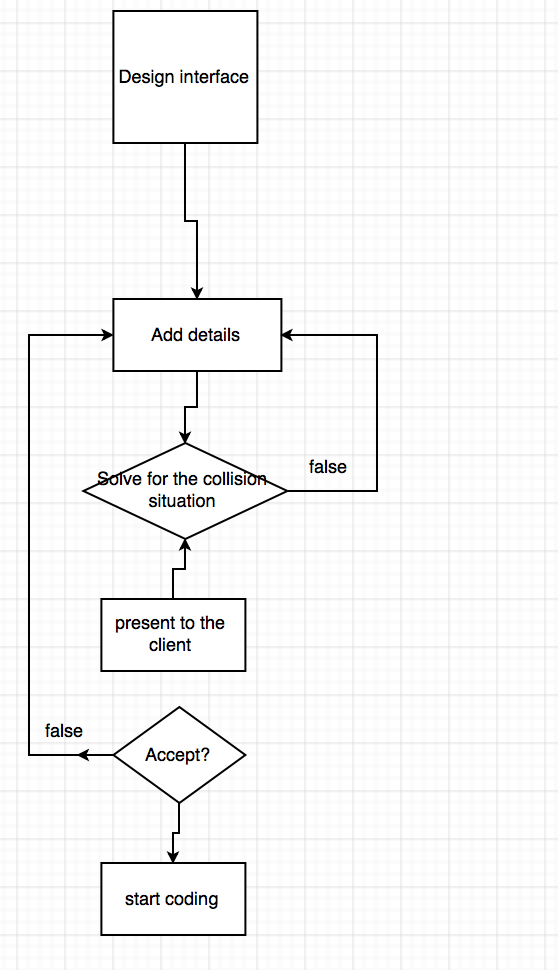 Design interface
Add details
Solve for the collision
situation
false
present to the
client
false
Accept?
start coding